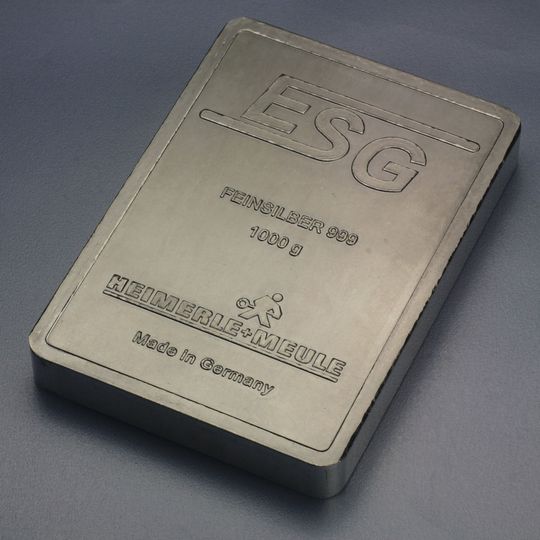 ESG
FEINSILBER 999
1000 g
HEIMERLE+MEULE
Made in Germany